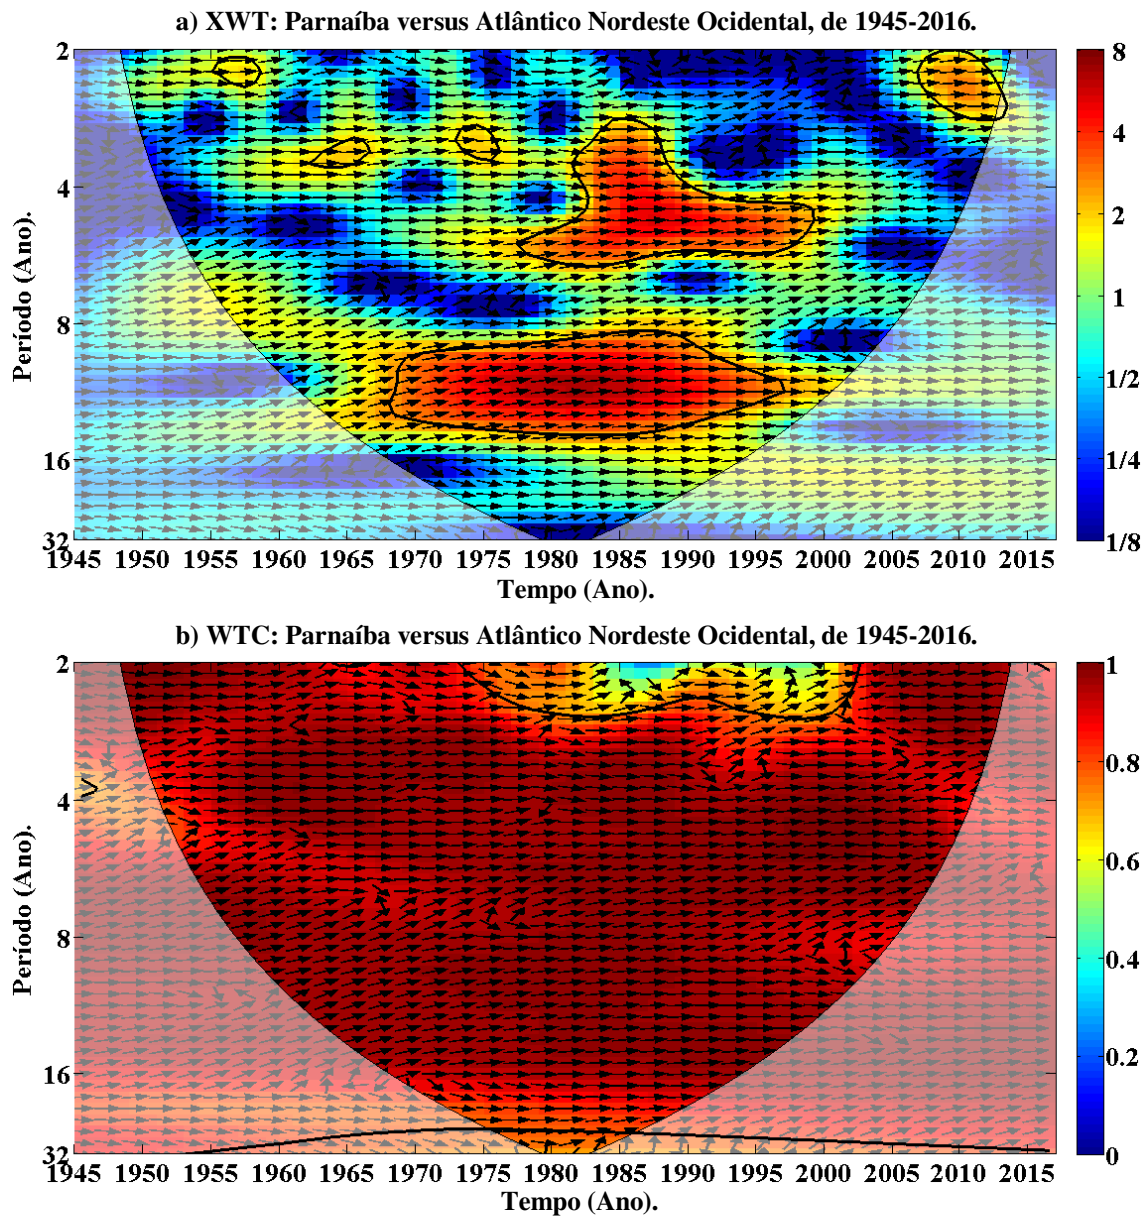 a) XWT: Parnaíba versus Atlântico Nordeste Ocidental, de 1945-2016.
2
4
8
16
32
Período (Ano).
1945 1950 1955 1960 1965 1970 1975 1980 1985 1990 1995 2000 2005 2010 2015
Tempo (Ano).
8
4
2
1
1/2
1/4
1/8
b) WTC: Parnaíba versus Atlântico Nordeste Ocidental, de 1945-2016.
2
4
8
16
32
Período (Ano).
1945 1950 1955 1960 1965 1970 1975 1980 1985 1990 1995 2000 2005 2010 2015
Tempo (Ano).
1
0.8
0.6
0.4
0.2
0